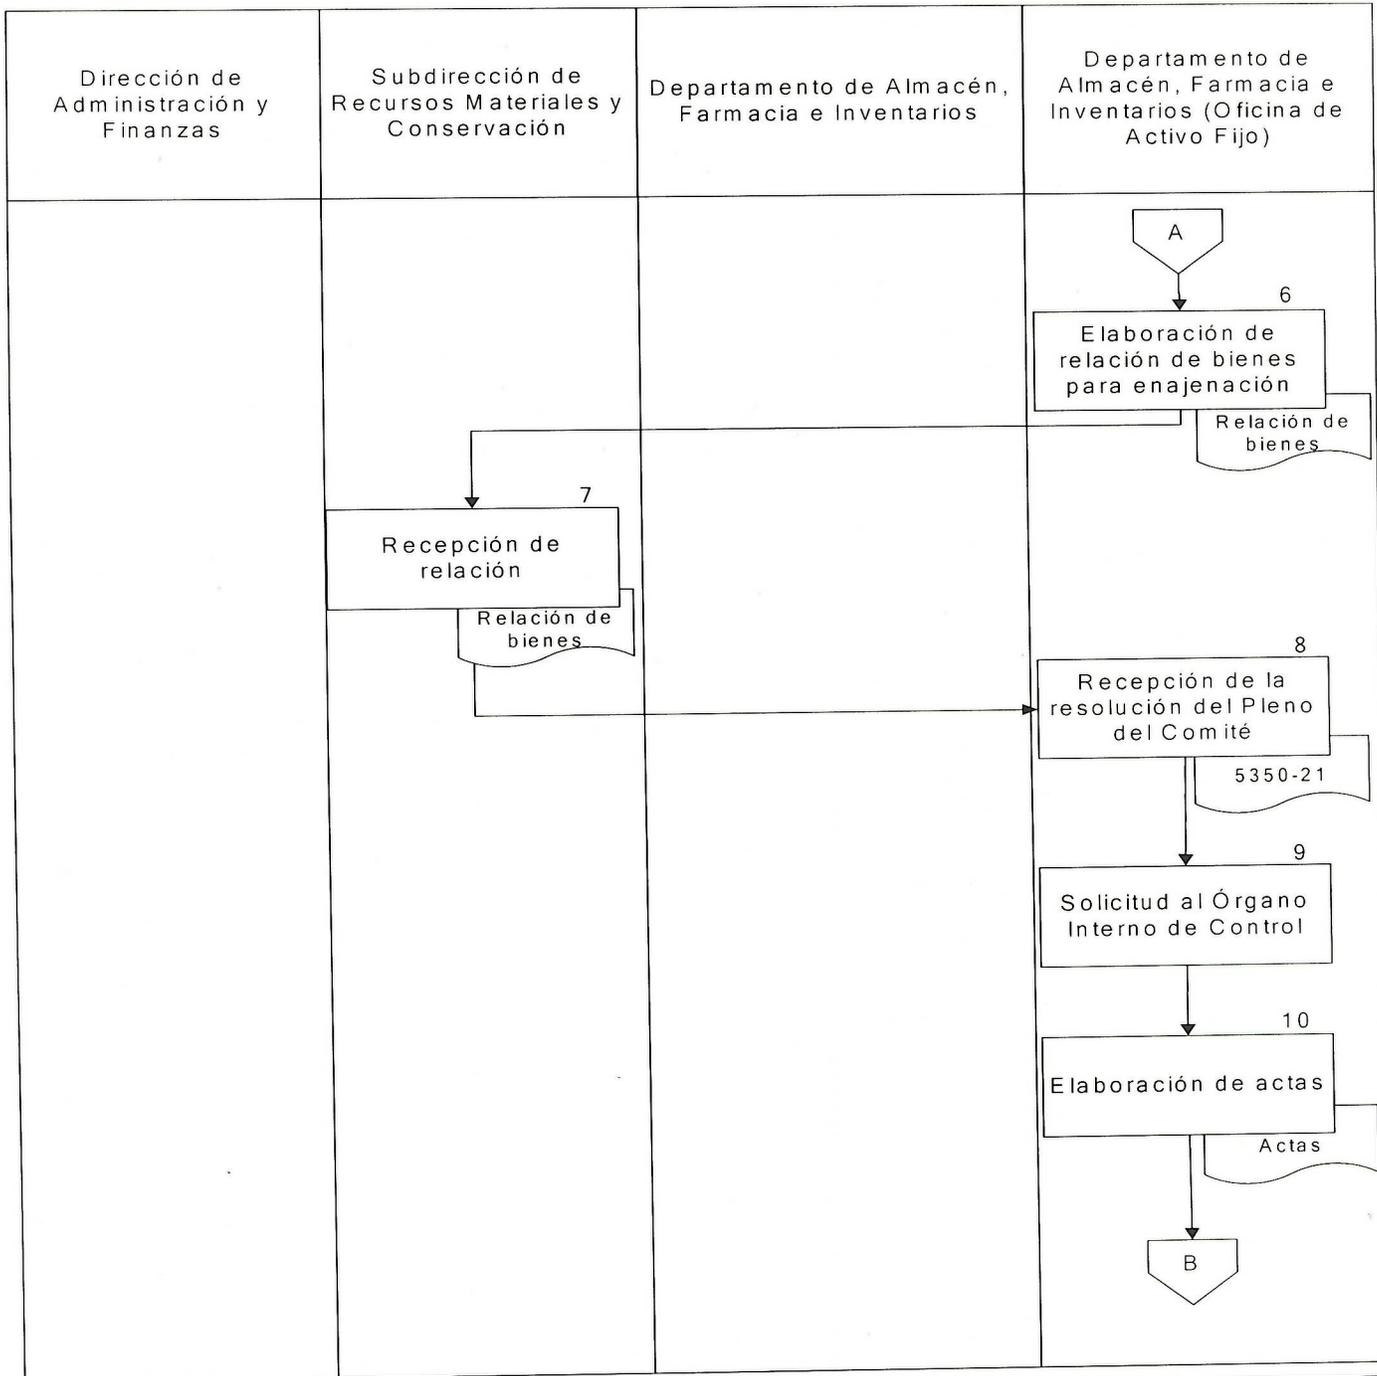 Dirección de
Administración y
Finanzas
Subdirección de
Recursos Materiales y
Conservación
Departamento de Almacén,
Farmacia e Inventarios
Departamento de
Almacén, Farmacia e
Inventarios (Oficina de
Activo Fijo)
A
6
Elaboración de
relación de bienes
para enajenación
Relación de
bienes
7
Recepción de
relación
Relación de
bienes
8
Recepción de la
resolución del Pleno
del Comité
5350-21
9
Solicitud al Órgano
Interno de Control
10
Elaboración de actas
Actas
B